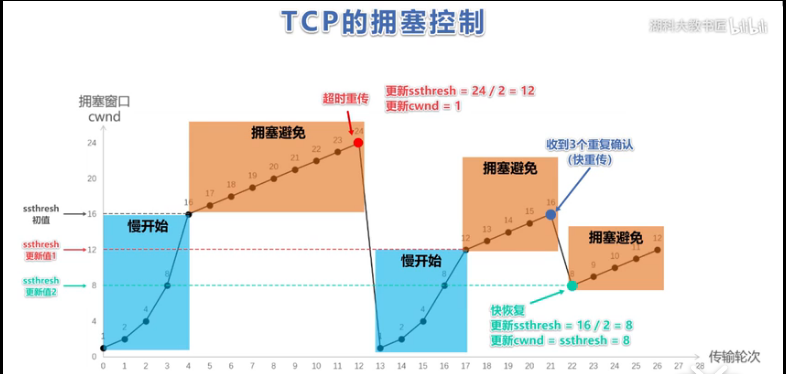 TCP的拥塞控制
湖科大教书匠 bilibili
超时重传
更新ssthresh = 24 / 2 = 12
更新cwnd = 1
拥塞窗口
cwnd
拥塞避免
收到3个重复确认
（快重传）
拥塞避免
拥塞避免
慢开始
慢开始
ssthresh
初值
ssthresh
更新值1
ssthresh
更新值2
24
20
16
12
8
4
0
1 2 4 8 16 17 18 19 20 21 22 23 24
1 2 4 8 12 13 14 15 16
8 9 10 11 12
快恢复
更新ssthresh = 16 / 2 = 8
更新cwnd = ssthresh = 8
传输轮次
0 1 2 3 4 5 6 7 8 9 10 11 12 13 14 15 16 17 18 19 20 21 22 23 24 25 26 27 28